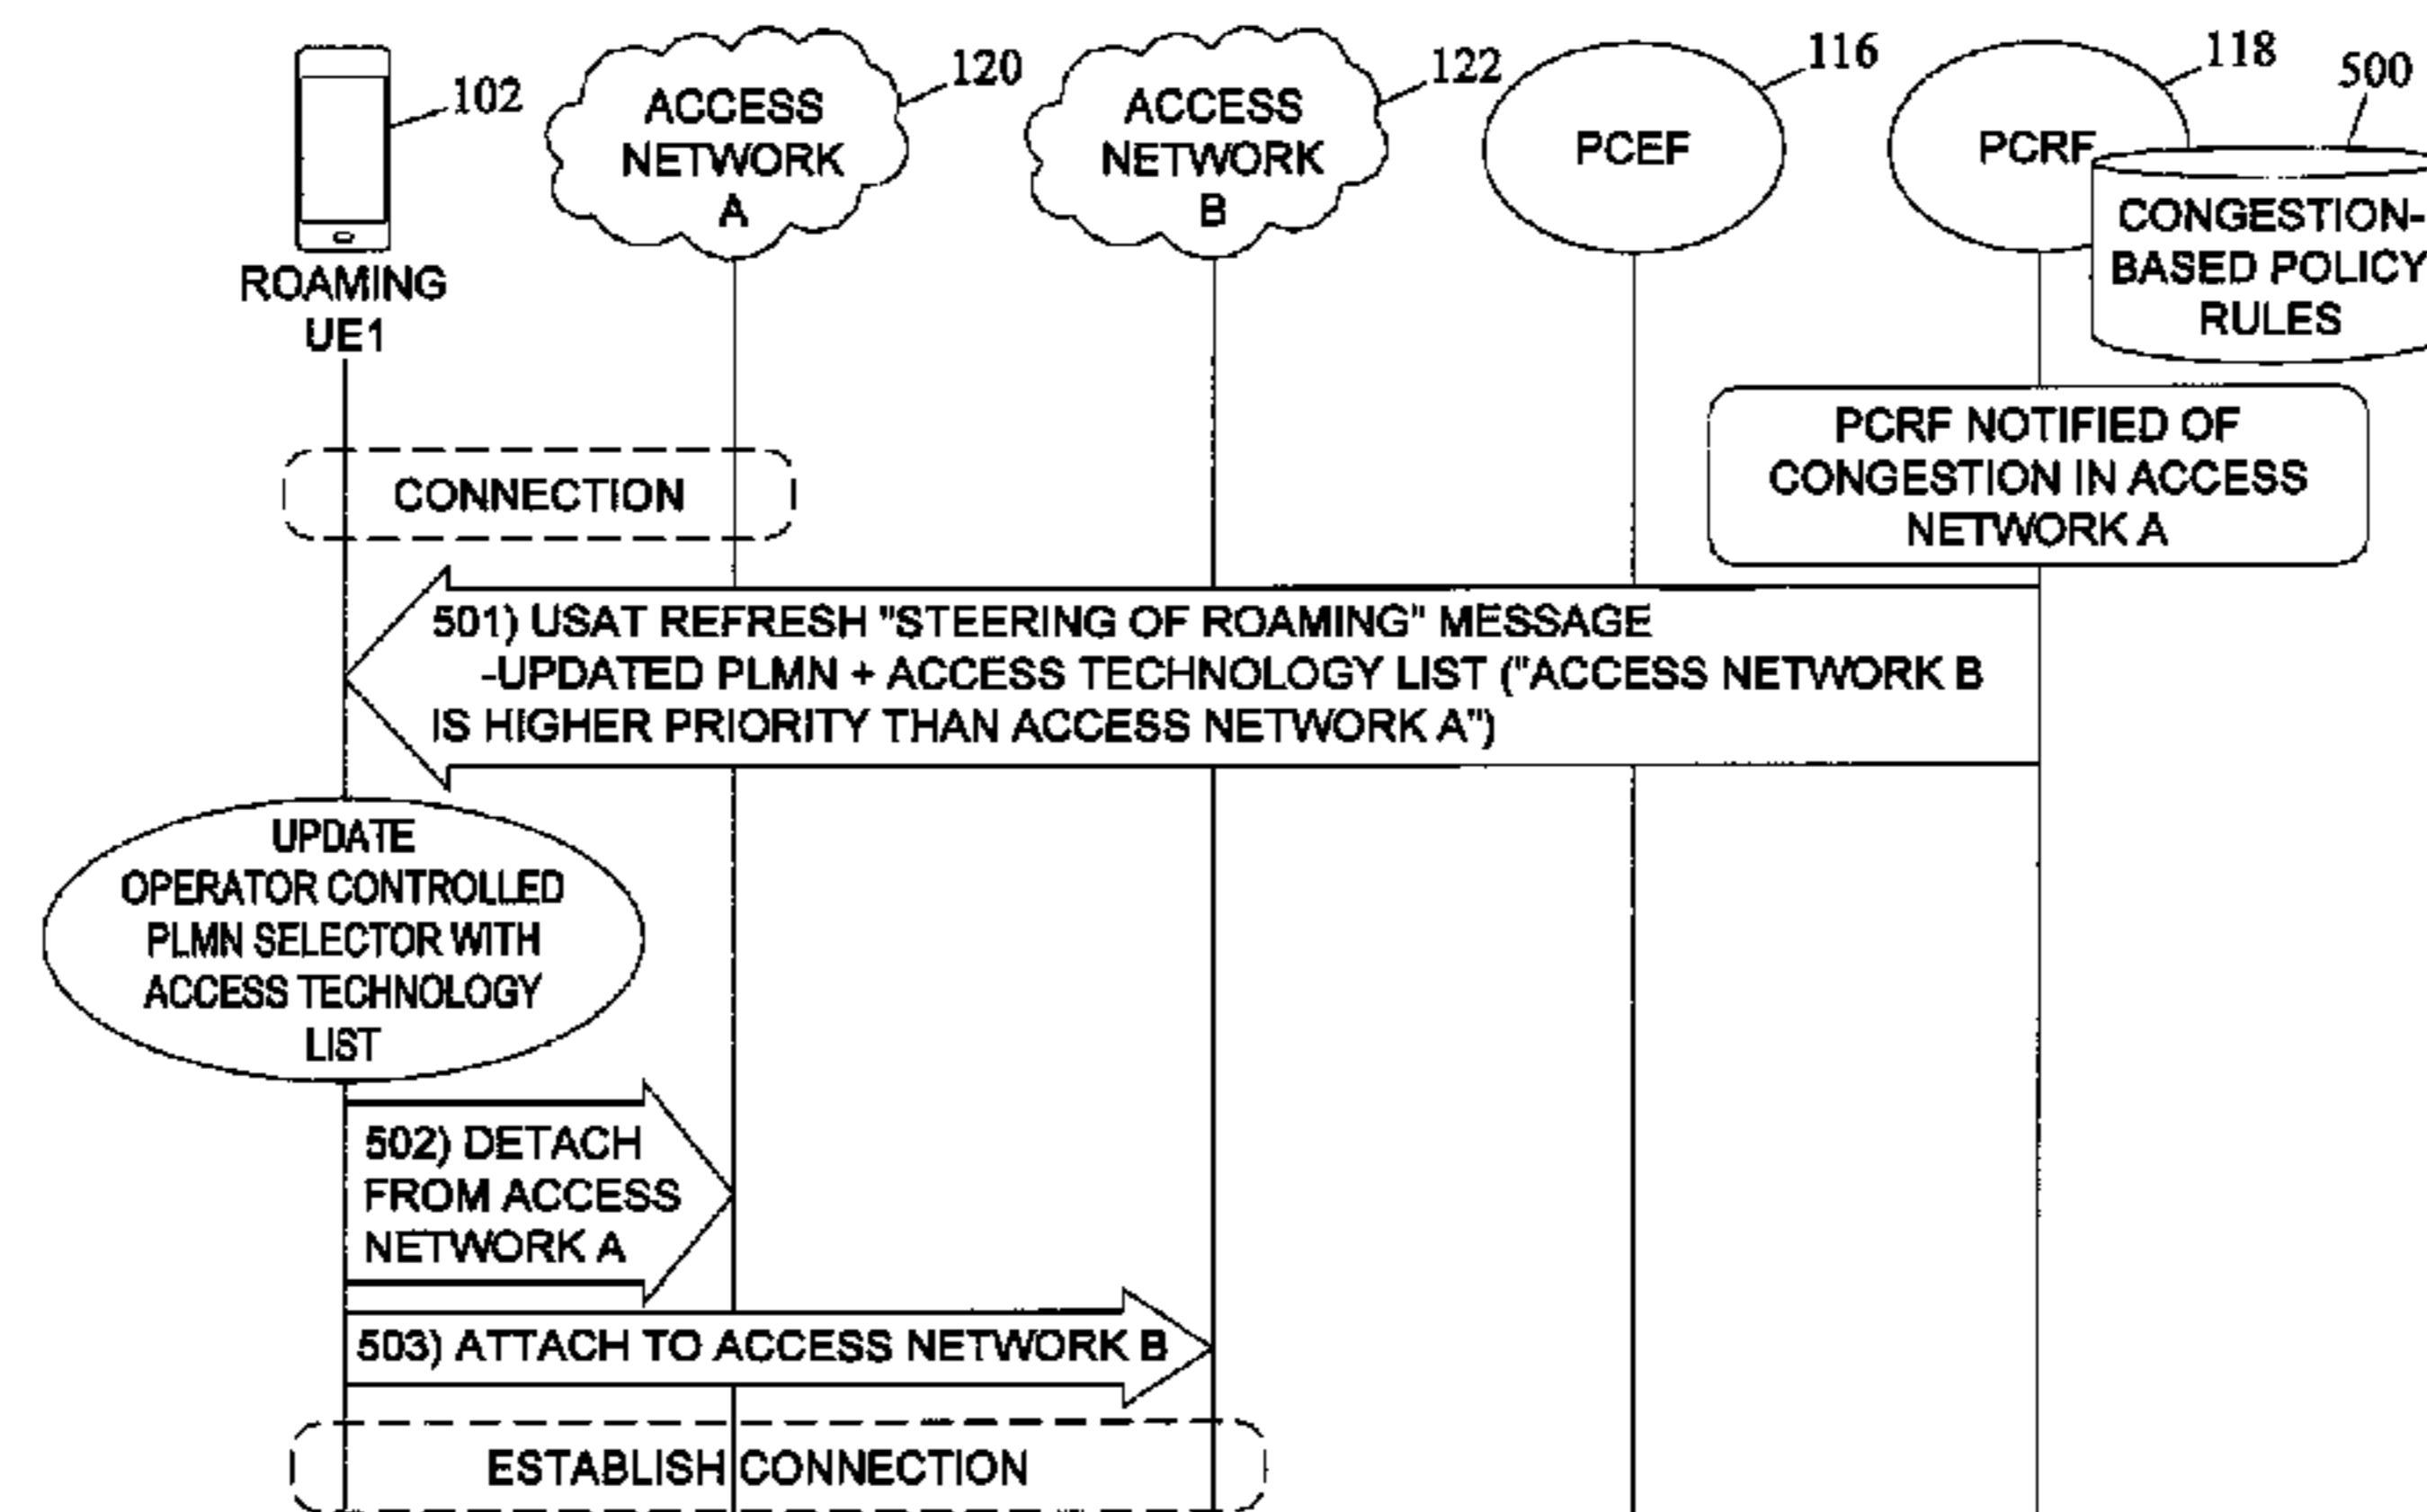 102
ROAMING
UE1
ACCESS
NETWORK
A
120
ACCESS
NETWORK
B
122
PCEF
116
PCRF
118
500
CONGESTION-
BASED POLICY
RULES
CONNECTION
PCRF NOTIFIED OF
CONGESTION IN ACCESS
NETWORK A
501) USAT REFRESH "STEERING OF ROAMING" MESSAGE
-UPDATED PLMN + ACCESS TECHNOLOGY LIST ("ACCESS NETWORK B
IS HIGHER PRIORITY THAN ACCESS NETWORK A")
UPDATE
OPERATOR CONTROLLED
PLMN SELECTOR WITH
ACCESS TECHNOLOGY
LIST
502) DETACH
FROM ACCESS
NETWORK A
503) ATTACH TO ACCESS NETWORK B
ESTABLISH CONNECTION